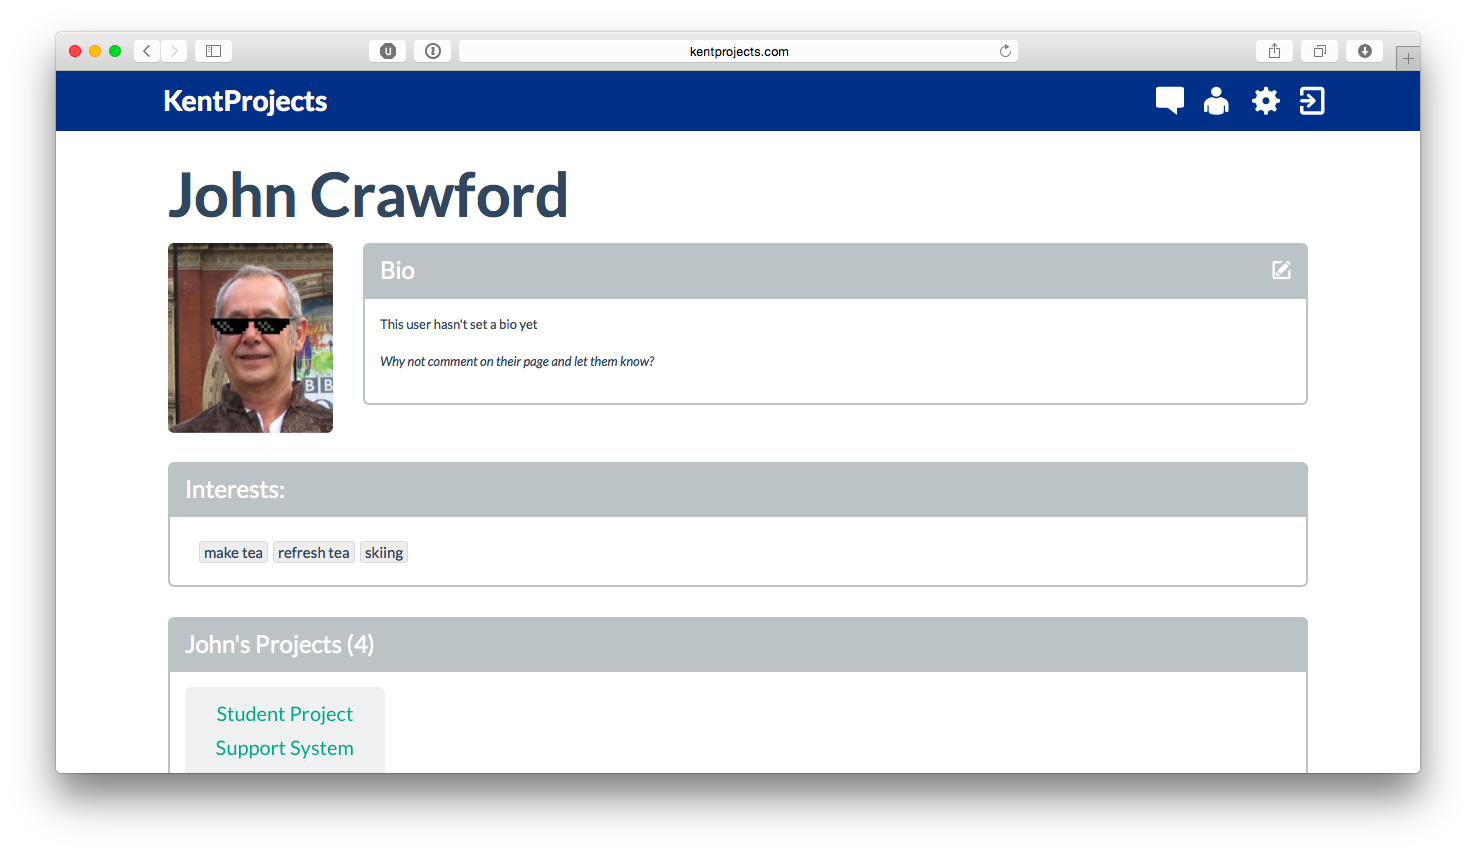 kentprojects.com
KentProjects
John Crawford
Bio
This user hasn't set a bio yet
Why not comment on their page and let them know?
BB
Interests:
make tea refresh tea skiing
John's Projects (4)
Student Project
Support System